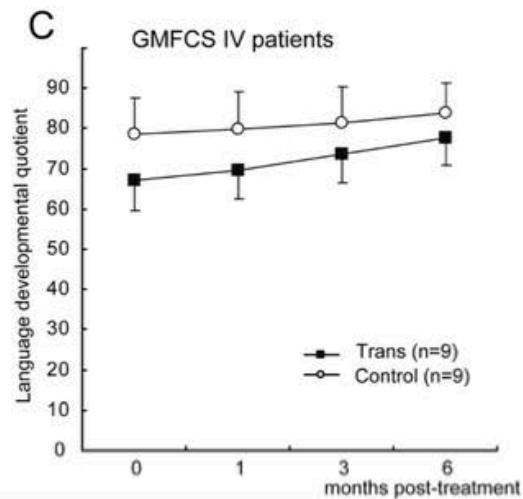 C
GMFCS IV patients
Language developmental quotient
90
80
70
60
50
40
30
20
10
0
Trans (n=9)
Control (n=9)
0 1 3 6
months post-treatment